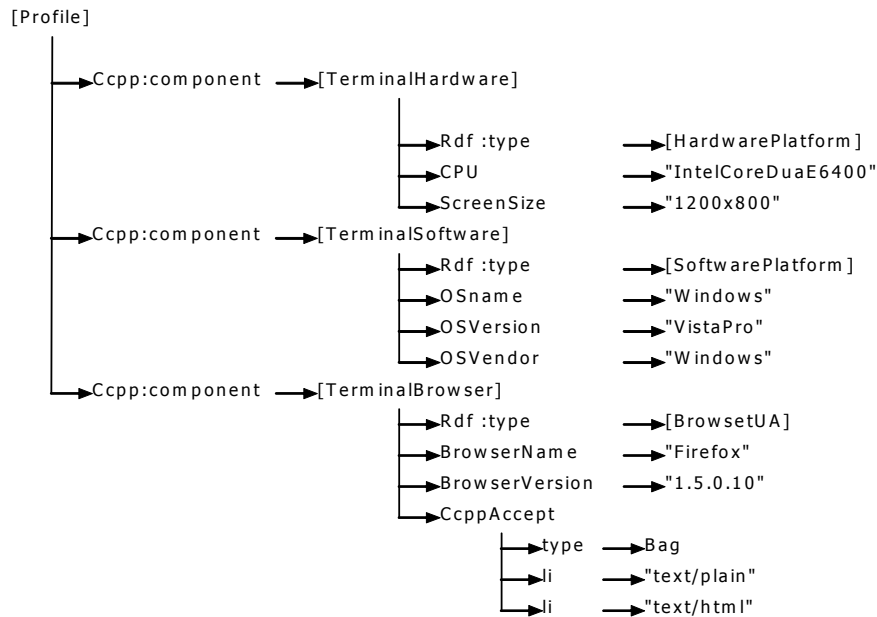 [Profile]
Ccpp:component [TerminalHardware]
Rdf :type [HardwarePlatform]
CPU "IntelCoreDuaE6400"
ScreenSize "1200x800"
Ccpp:component [TerminalSoftware]
Rdf :type [SoftwarePlatform]
OSname "Windows"
OSVersion "VistaPro"
OSVendor "Windows"
Ccpp:component [TerminalBrowser]
Rdf :type [BrowsetUA]
BrowserName "Firefox"
BrowserVersion "1.5.0.10"
CcppAccept
type Bag
li "text/plain"
li "text/html"